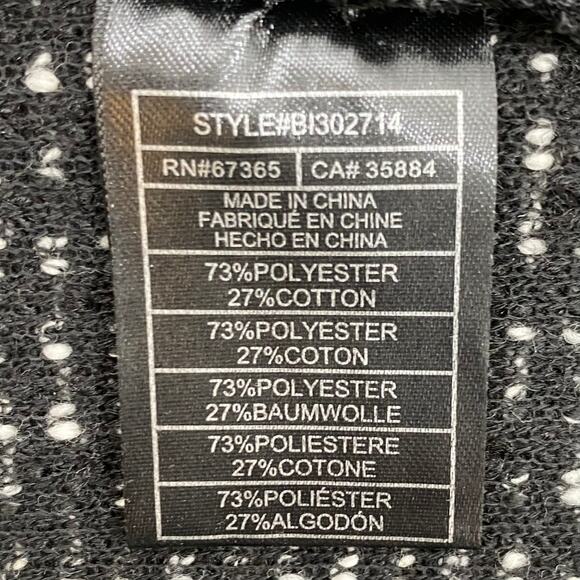 STYLE#BI302714
RN#67365 CA# 35884
MADE IN CHINA
FABRIQUÉ EN CHINE
HECHO EN CHINA
73%POLYESTER
27%COTTON
73%POLYESTER
27%COTON
73%POLYESTER
27%BAUMWOLLE
73%POLIESTERE
27%COTONE
73%POLIÉSTER
27%ALGODÓN